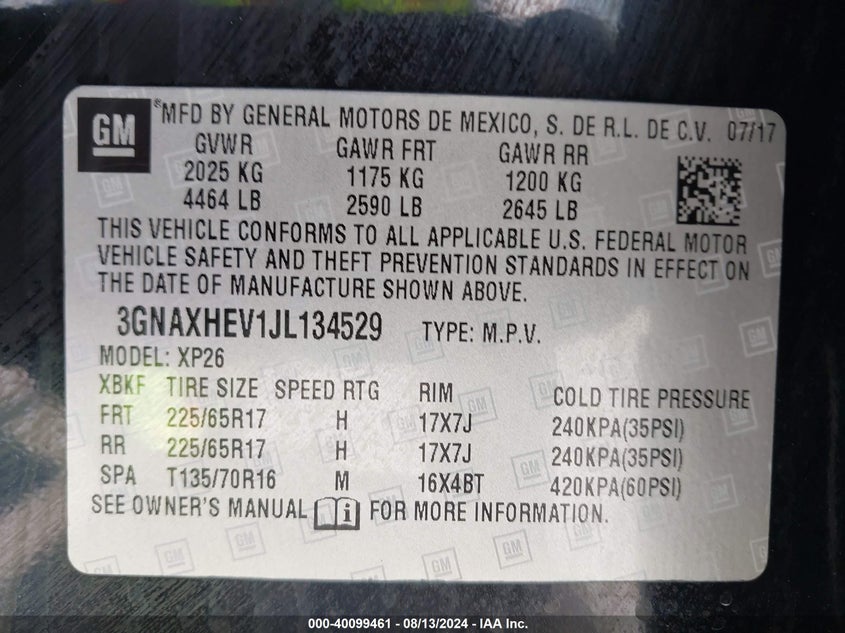 GM
®MFD BY GENERAL MOTORS DE MEXICO, S. DE R.L. DE C.V. 07/17
GVWR GAWR FRT GAWR RR
2025 KG 1175 KG 1200 KG
4464 LB 2590 LB 2645 LB
THIS VEHICLE CONFORMS TO ALL APPLICABLE U.S. FEDERAL MOTOR
VEHICLE SAFETY AND THEFT PREVENTION STANDARDS IN EFFECT ON
THE DATE OF MANUFACTURE SHOWN ABOVE.
3GNAXHEV1JL134529 TYPE: M.P.V.
MODEL: XP26
XBKF TIRE SIZE SPEED RTG RIM COLD TIRE PRESSURE
FRT 225/65R17 H 17X7J 240KPA(35PSI)
RR 225/65R17 H 17X7J 240KPA(35PSI)
SPA T135/70R16 M 16X4BT 420KPA(60PSI)
SEE OWNER'S MANUAL i FOR MORE INFORMATION.
000-40099461 - 08/13/2024 - IAA Inc.